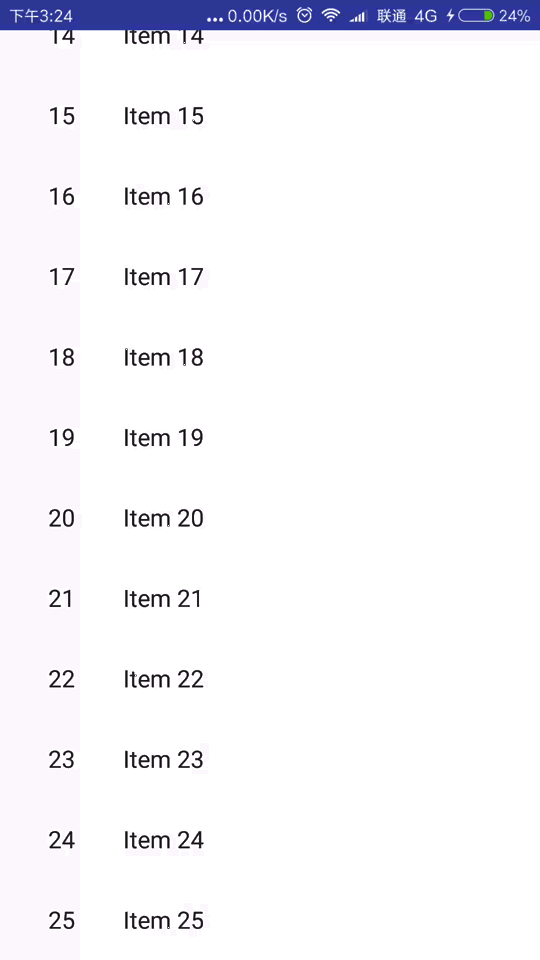 下午3:24 ... 0.00K/s 联通 4G 24%
14 Item 14
15 Item 15
16 Item 16
17 Item 17
18 Item 18
19 Item 19
20 Item 20
21 Item 21
22 Item 22
23 Item 23
24 Item 24
25 Item 25